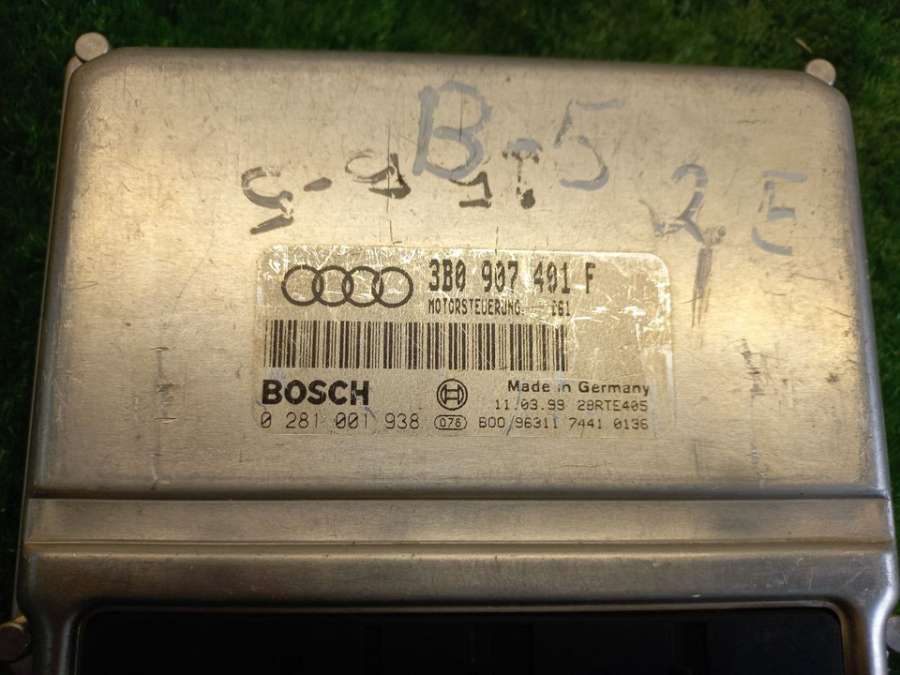 B-5
2 E
3B0 907 401 F
MOTORSTEUERUNG
BOSCH
Made in Germany
11.03.99 28RTE405
0 281 001 938 076 B00 96311 7441 0136